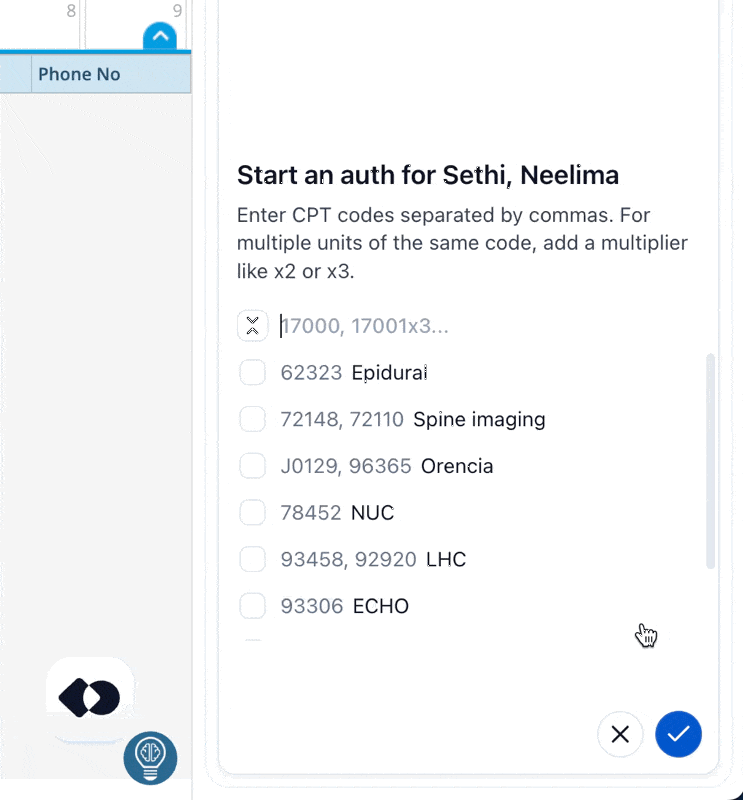 8 9
Phone No
Start an auth for Sethi, Neelima
Enter CPT codes separated by commas. For
multiple units of the same code, add a multiplier
like x2 or x3.
17000, 17001x3...
62323 Epidural
72148, 72110 Spine imaging
J0129, 96365 Orencia
78452 NUC
93458, 92920 LHC
93306 ECHO